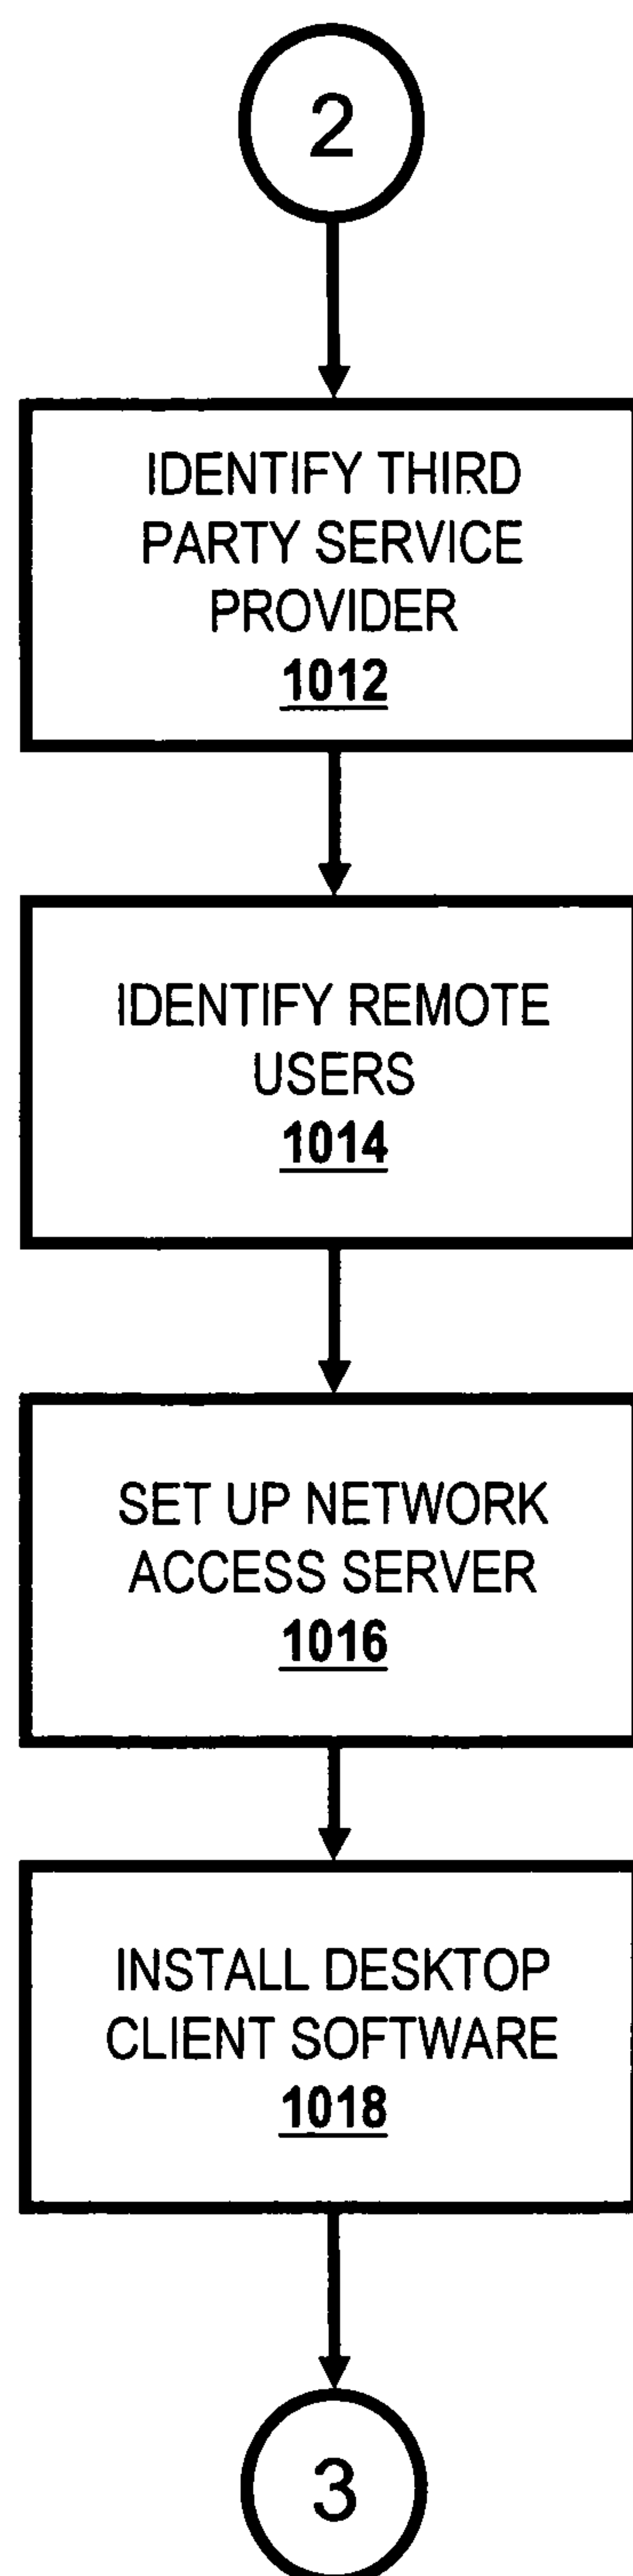 2
IDENTIFY THIRD
PARTY SERVICE
PROVIDER
1012
IDENTIFY REMOTE
USERS
1014
SET UP NETWORK
ACCESS SERVER
1016
INSTALL DESKTOP
CLIENT SOFTWARE
1018
3